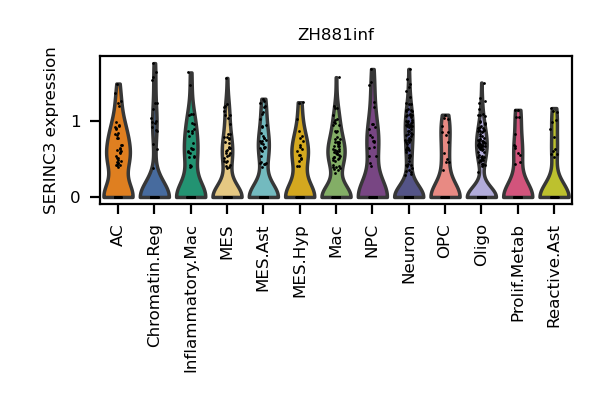 ZH881inf
SERINC3 expression
1
0
AC
Chromatin.Reg
Inflammatory.Mac
MES
MES.Ast
MES.Hyp
Mac
NPC
Neuron
OPC
Oligo
Prolif.Metab
Reactive.Ast